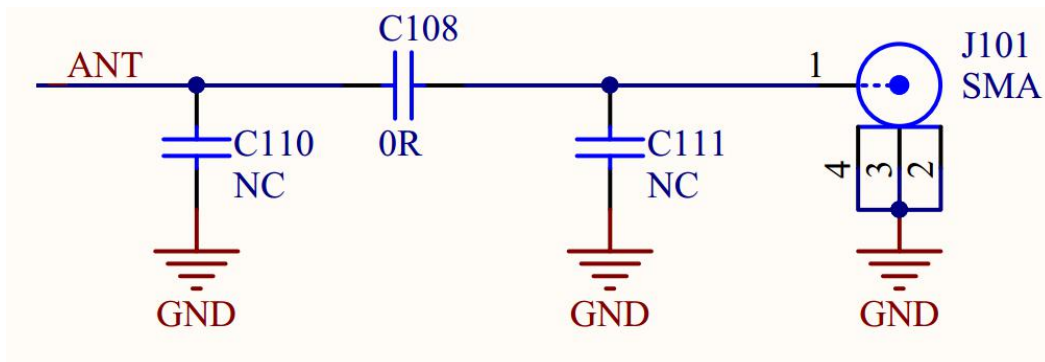 C108
ANT
0R
C110
NC
C111
NC
1
J101
SMA
4
3
2
GND
GND
GND